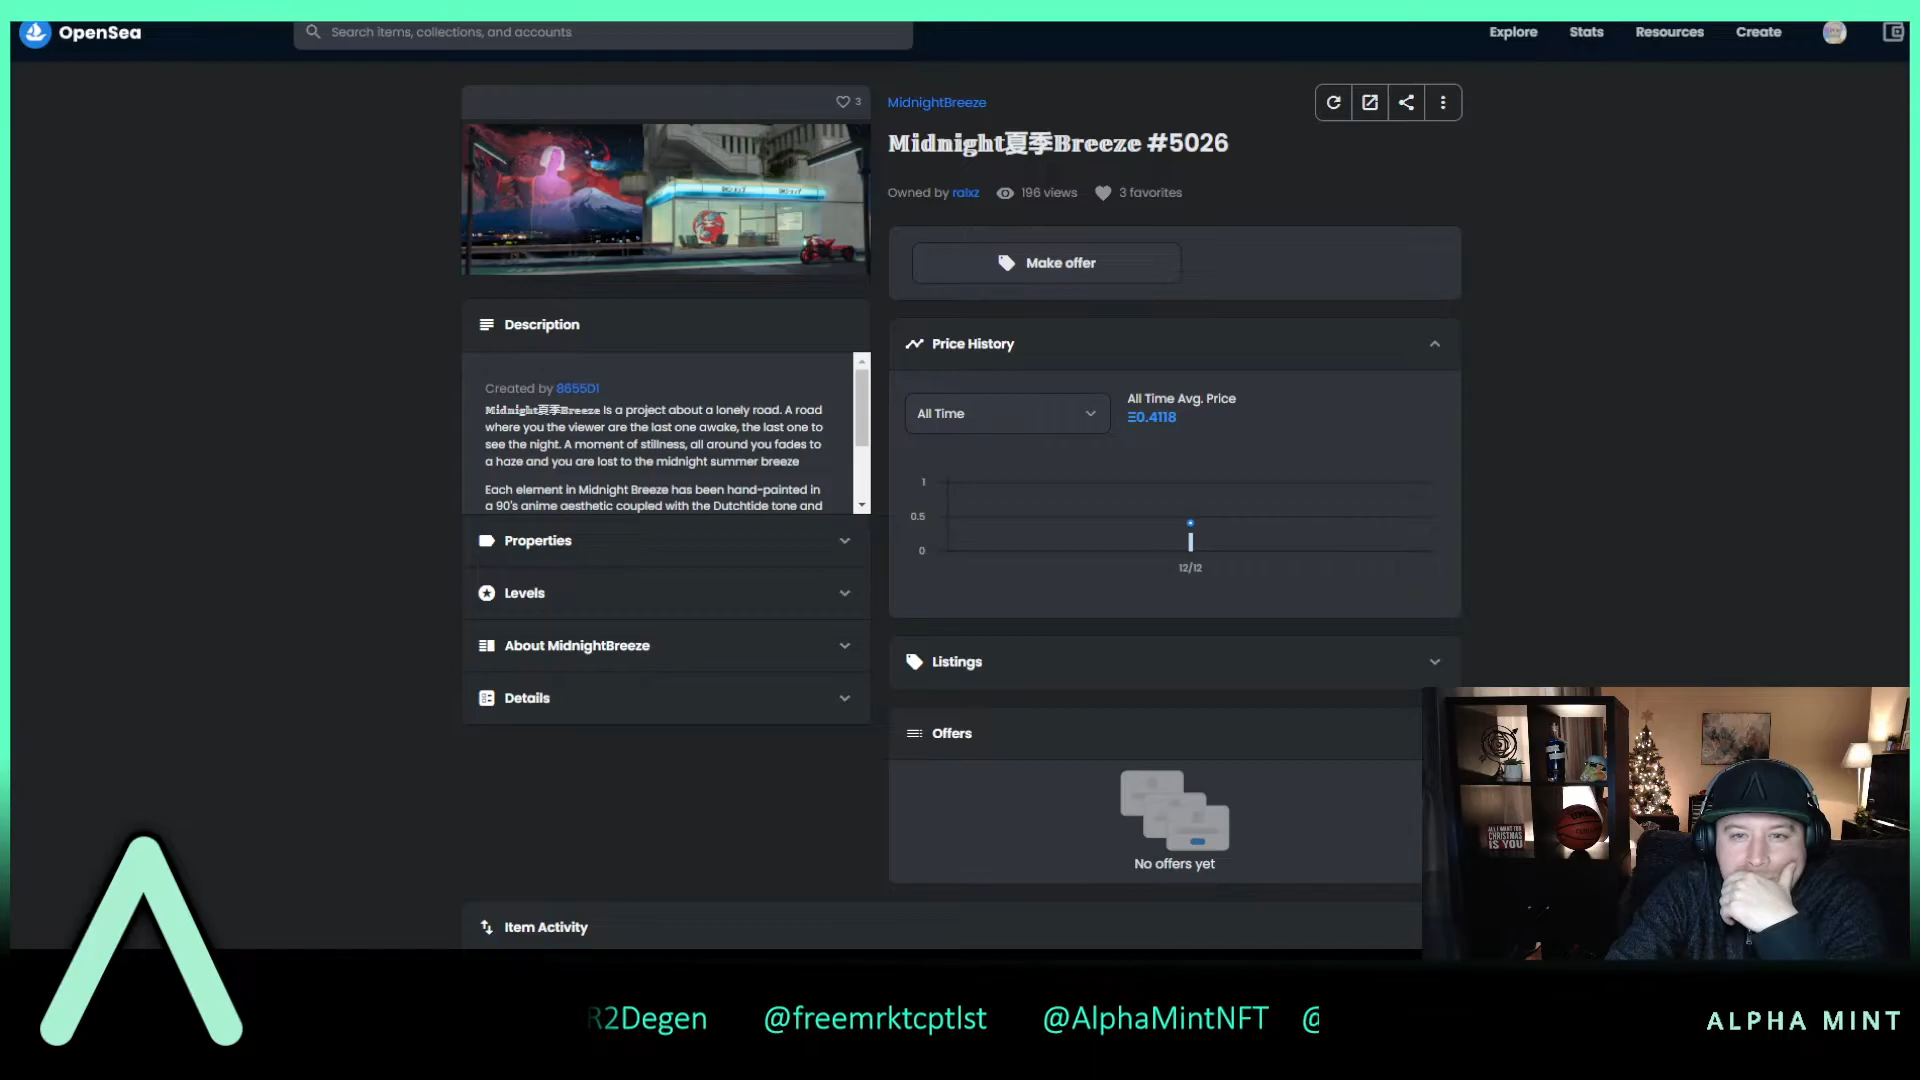 OpenSea
Search items, collections, and accounts
Explore
Stats
Resources
Create
3
MidnightBreeze
Midnight夏季Breeze #5026
Owned by ralxz
196 views
3 favorites
Make offer
Description
Created by 8655D1
Midnight夏季Breeze is a project about a lonely road. A road
where you the viewer are the last one awake, the last one to
see the night. A moment of stillness, all around you fades to
a haze and you are lost to the midnight summer breeze
Each element in Midnight Breeze has been hand-painted in
a 90's anime aesthetic coupled with the Dutchtide tone and
Properties
Levels
About MidnightBreeze
Details
Price History
All Time
All Time Avg. Price
Ξ0.4118
1
0.5
0
12/12
Listings
Offers
No offers yet
Item Activity
ALL I WANT FOR
CHRISTMAS
IS YOU
R2Degen
@freemrktcptlst
@AlphaMintNFT
@
ALPHA MINT